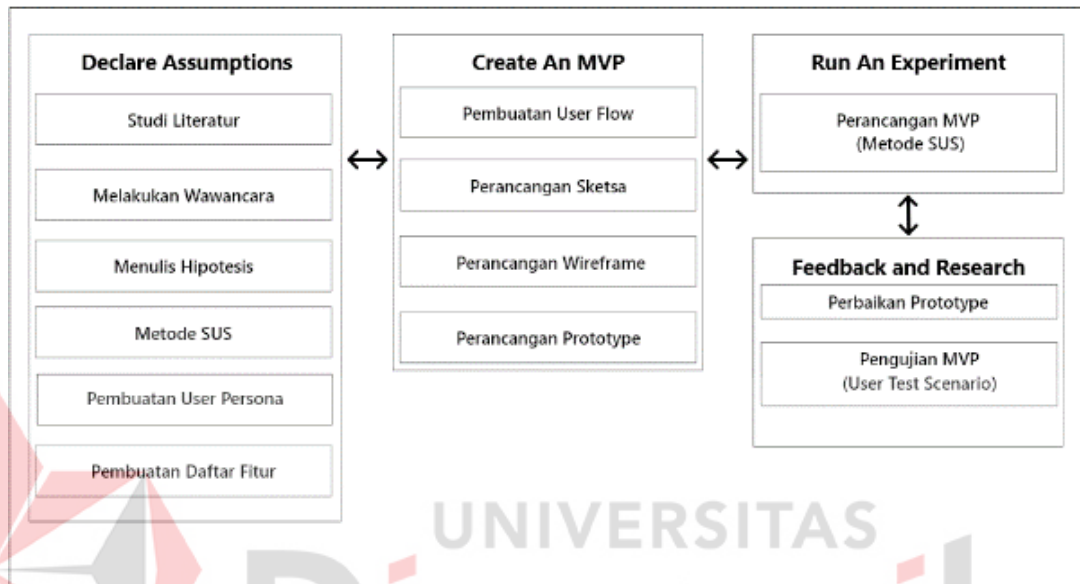 Declare Assumptions
Studi Literatur
Melakukan Wawancara
Menulis Hipotesis
Metode SUS
Pembuatan User Persona
Pembuatan Daftar Fitur
Create An MVP
Pembuatan User Flow
Perancangan Sketsa
Perancangan Wireframe
Perancangan Prototype
Run An Experiment
Perancangan MVP
(Metode SUS)
Feedback and Research
Perbaikan Prototype
Pengujian MVP
(User Test Scenario)
UNIVERSITAS